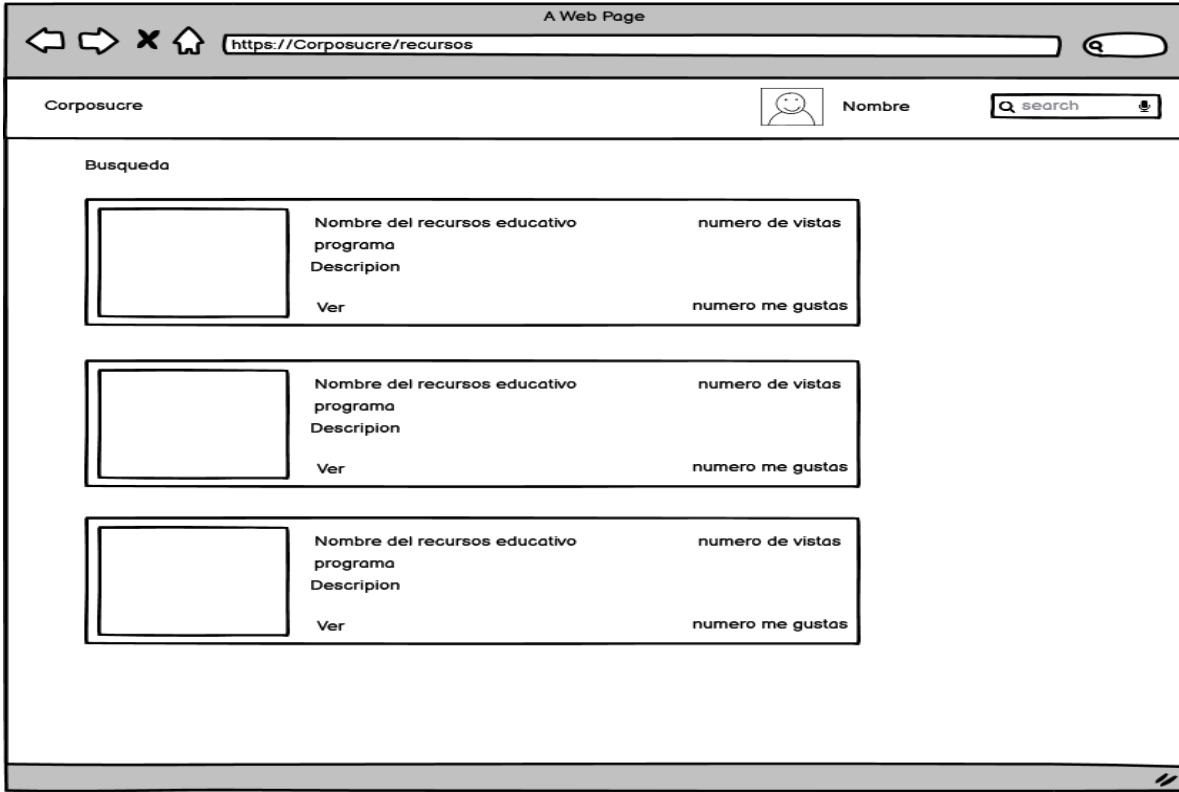 A Web Page
https://Corposucre/recursos
Corposucre
Nombre
search
Busqueda
Nombre del recursos educativo
numero de vistas
programa
Descripion
Ver
numero me gustas
Nombre del recursos educativo
numero de vistas
programa
Descripion
Ver
numero me gustas
Nombre del recursos educativo
numero de vistas
programa
Descripion
Ver
numero me gustas